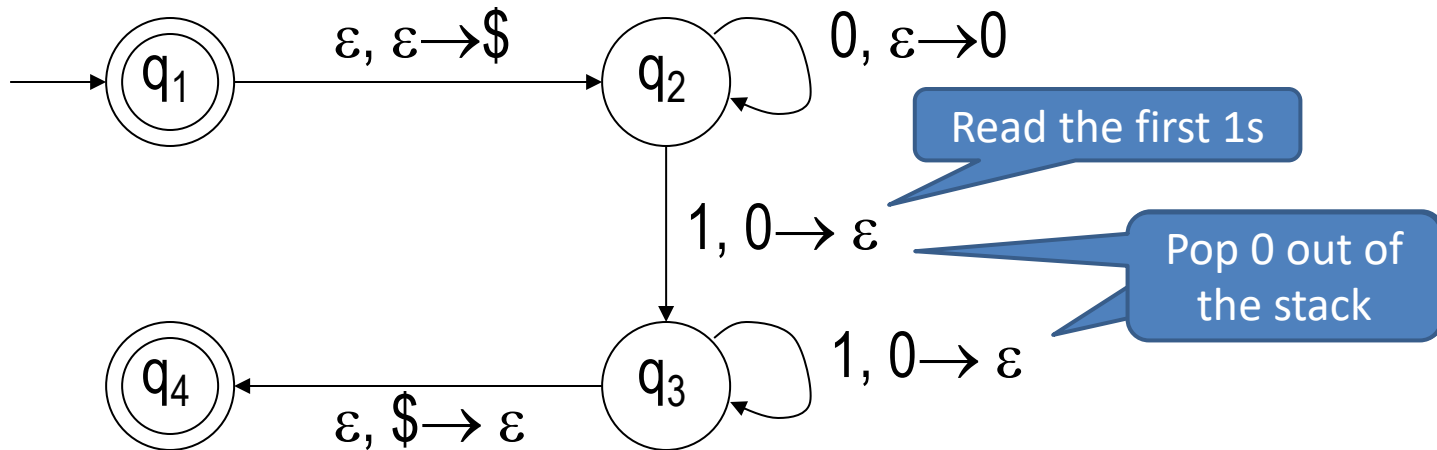 q₁ ε, ε→$ q₂ 0, ε→0
Read the first 1s
1, 0→ ε
Pop 0 out of
the stack
q₄ ε, $→ ε q₃ 1, 0→ ε